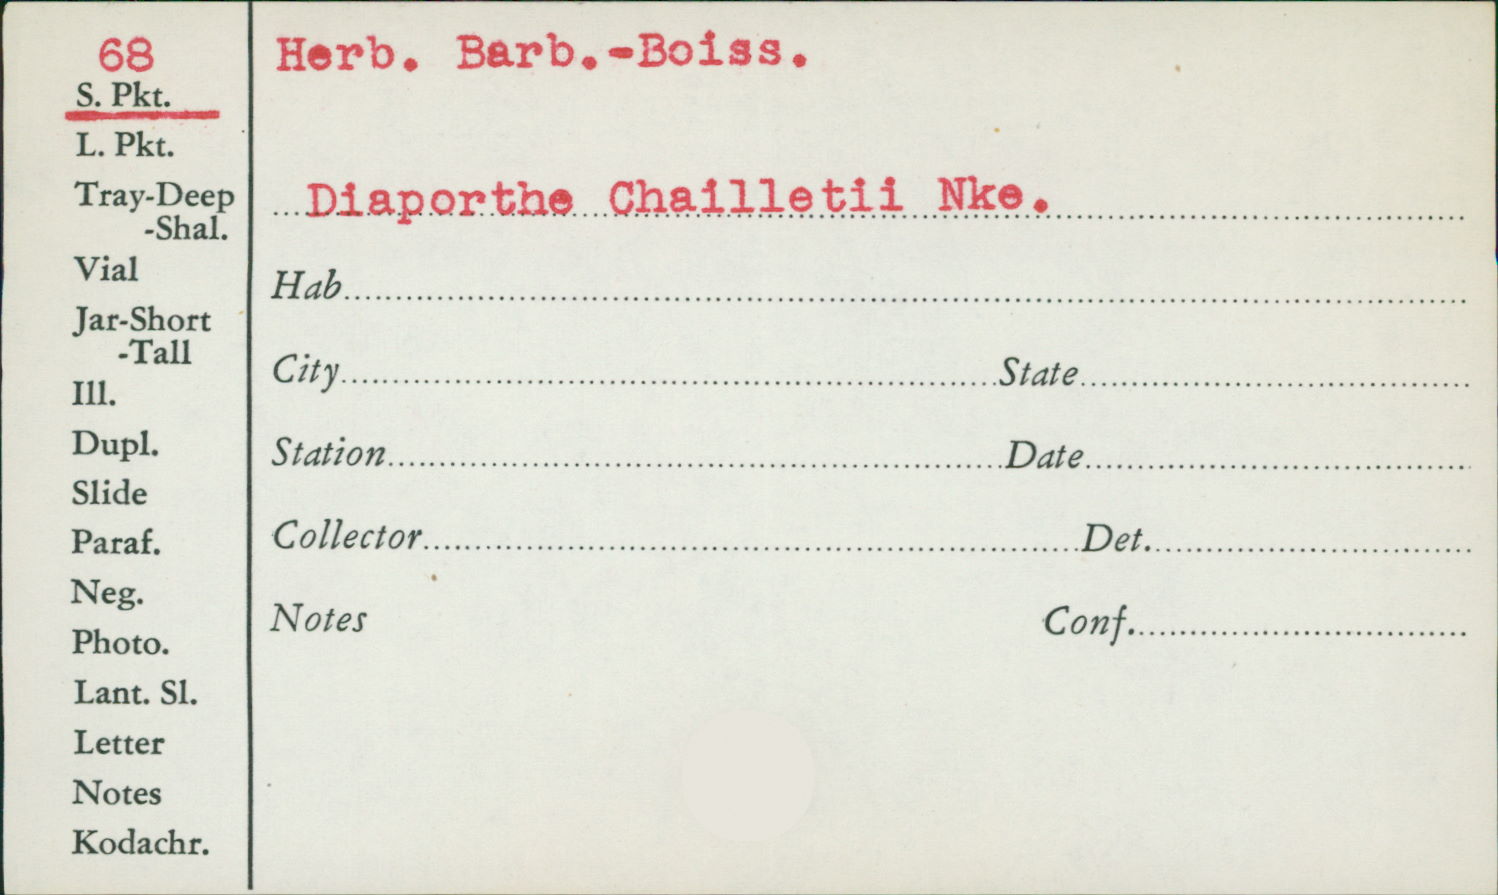 68
S. Pkt.
L. Pkt.
Tray-Deep
-Shal.
Vial
Jar-Short
-Tall
Ill.
Dupl.
Slide
Paraf.
Neg.
Photo.
Lant. Sl.
Letter
Notes
Kodachr.
Herb. Barb.-Boiss.
Diaporthe Chailletii Nke.
Hab
City State
Station Date
Collector Det.
Notes Conf.